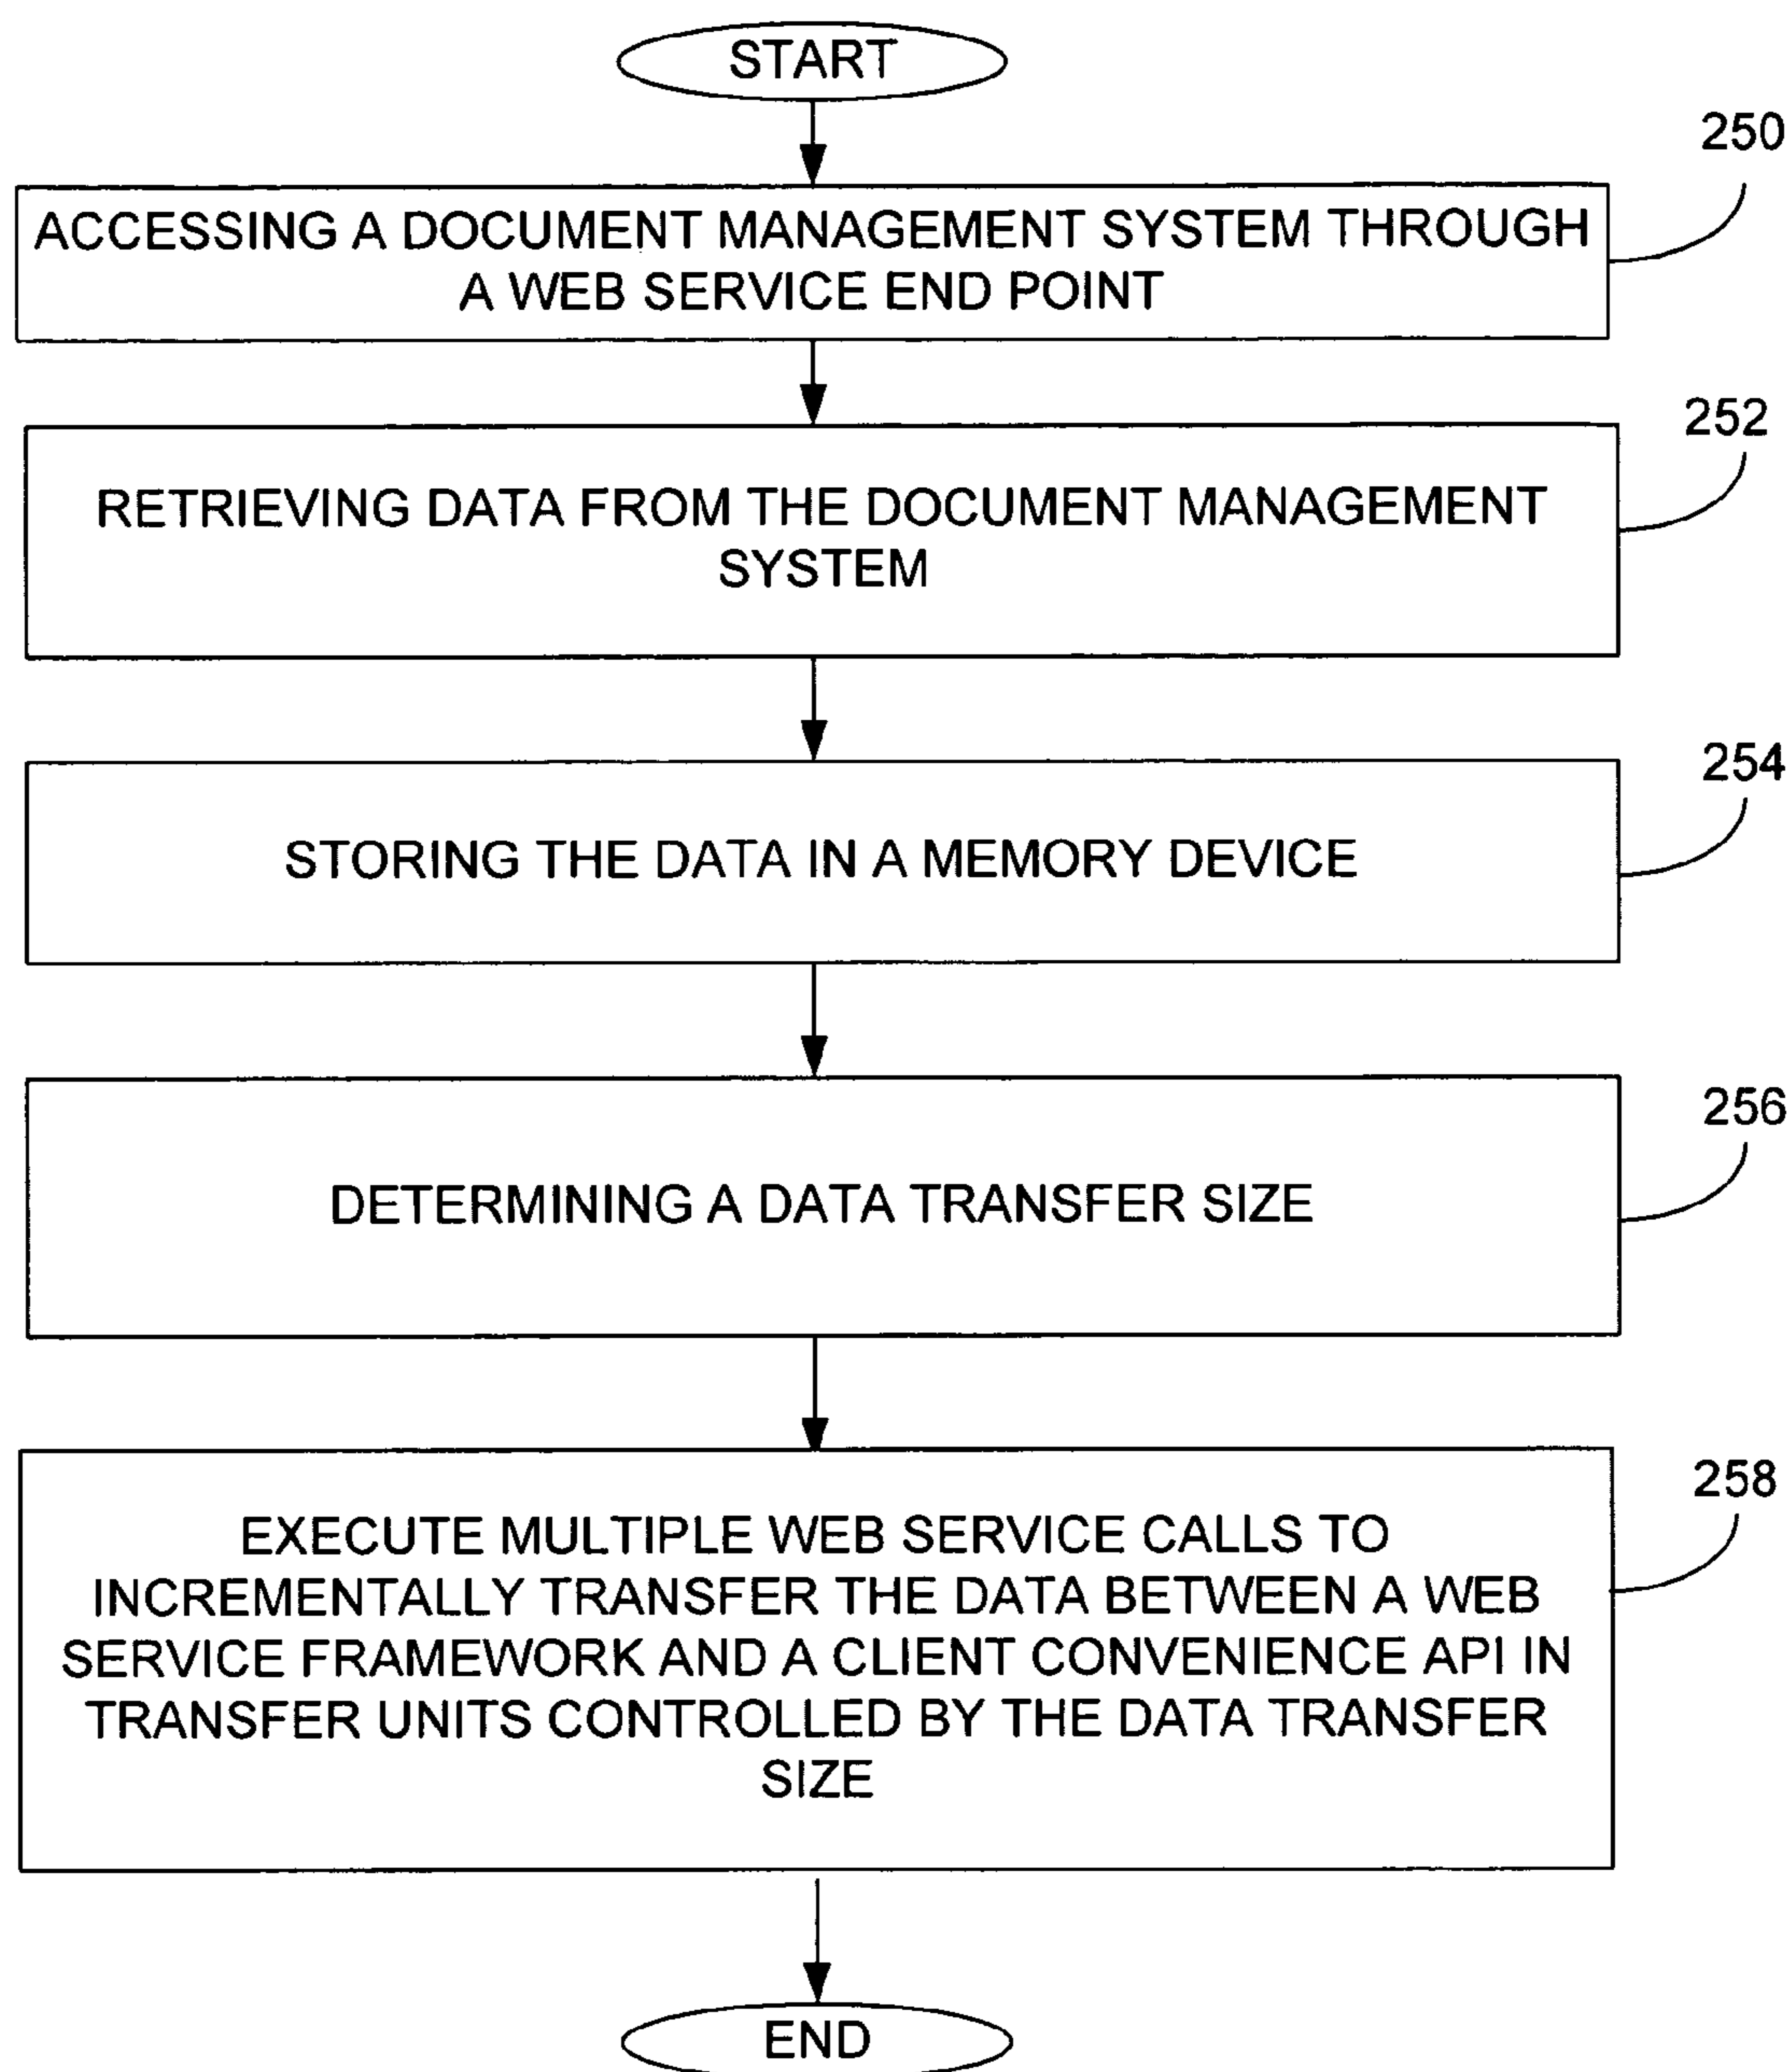 START
250
ACCESSING A DOCUMENT MANAGEMENT SYSTEM THROUGH
A WEB SERVICE END POINT
252
RETRIEVING DATA FROM THE DOCUMENT MANAGEMENT
SYSTEM
254
STORING THE DATA IN A MEMORY DEVICE
256
DETERMINING A DATA TRANSFER SIZE
258
EXECUTE MULTIPLE WEB SERVICE CALLS TO
INCREMENTALLY TRANSFER THE DATA BETWEEN A WEB
SERVICE FRAMEWORK AND A CLIENT CONVENIENCE API IN
TRANSFER UNITS CONTROLLED BY THE DATA TRANSFER
SIZE
END